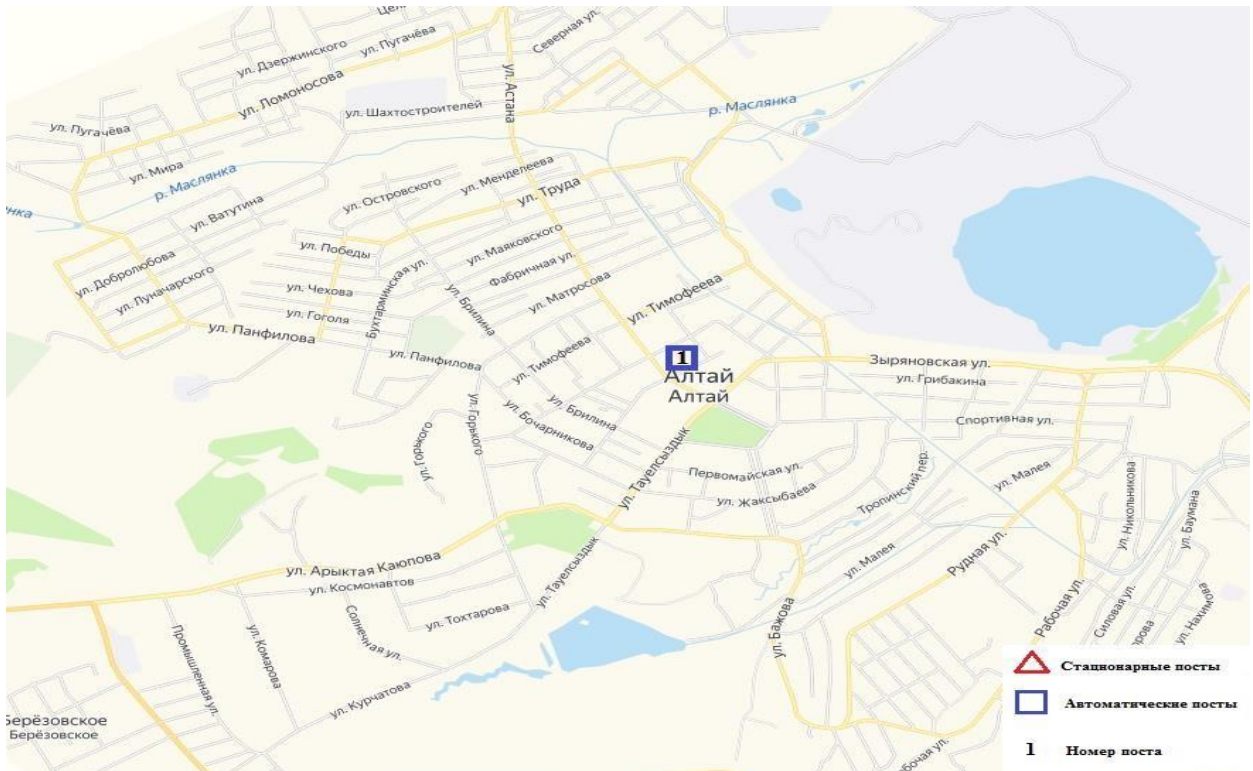 Северная ул.
ул. Пугачёва
ул. Дзержинского
ул. Астана
ул. Ломоносова
ул. Шахтостроителей
р. Маслянка
ул. Пугачёва
ул. Мира
р. Маслянка
ул. Менделеева
ул. Островского
ул. Труда
ул. Ватутина
ул. Победы
ул. Маяковского
Фабричная ул.
ул. Добролюбова
ул. Луначарского
ул. Чехова
Бухтарминская ул.
ул. Брилина
ул. Матросова
ул. Тимофеева
ул. Гоголя
ул. Панфилова
ул. Панфилова
ул. Тимофеева
1
Алтай
Алтай
Зыряновская ул.
ул. Грибакина
Спортивная ул.
ул. Горького
ул. Горького
ул. Бочарникова
ул. Брилина
ул. Тауелсыздык
Первомайская ул.
ул. Жаксыбаева
Тропинский пер.
ул. Малея
ул. Никольникова
ул. Баумана
ул. Малея
Рудная ул.
ул. Арыктая Каюпова
ул. Космонавтов
ул. Тауелсыздык
ул. Тохтарова
Солнечная ул.
ул. Комарова
Промышленная ул.
ул. Курчатова
ул. Бажова
Рабочая ул.
Силовая ул.
ул. Нахимова
Берёзовское
Берёзовское
Стационарные посты
Автоматические посты
1 Номер поста